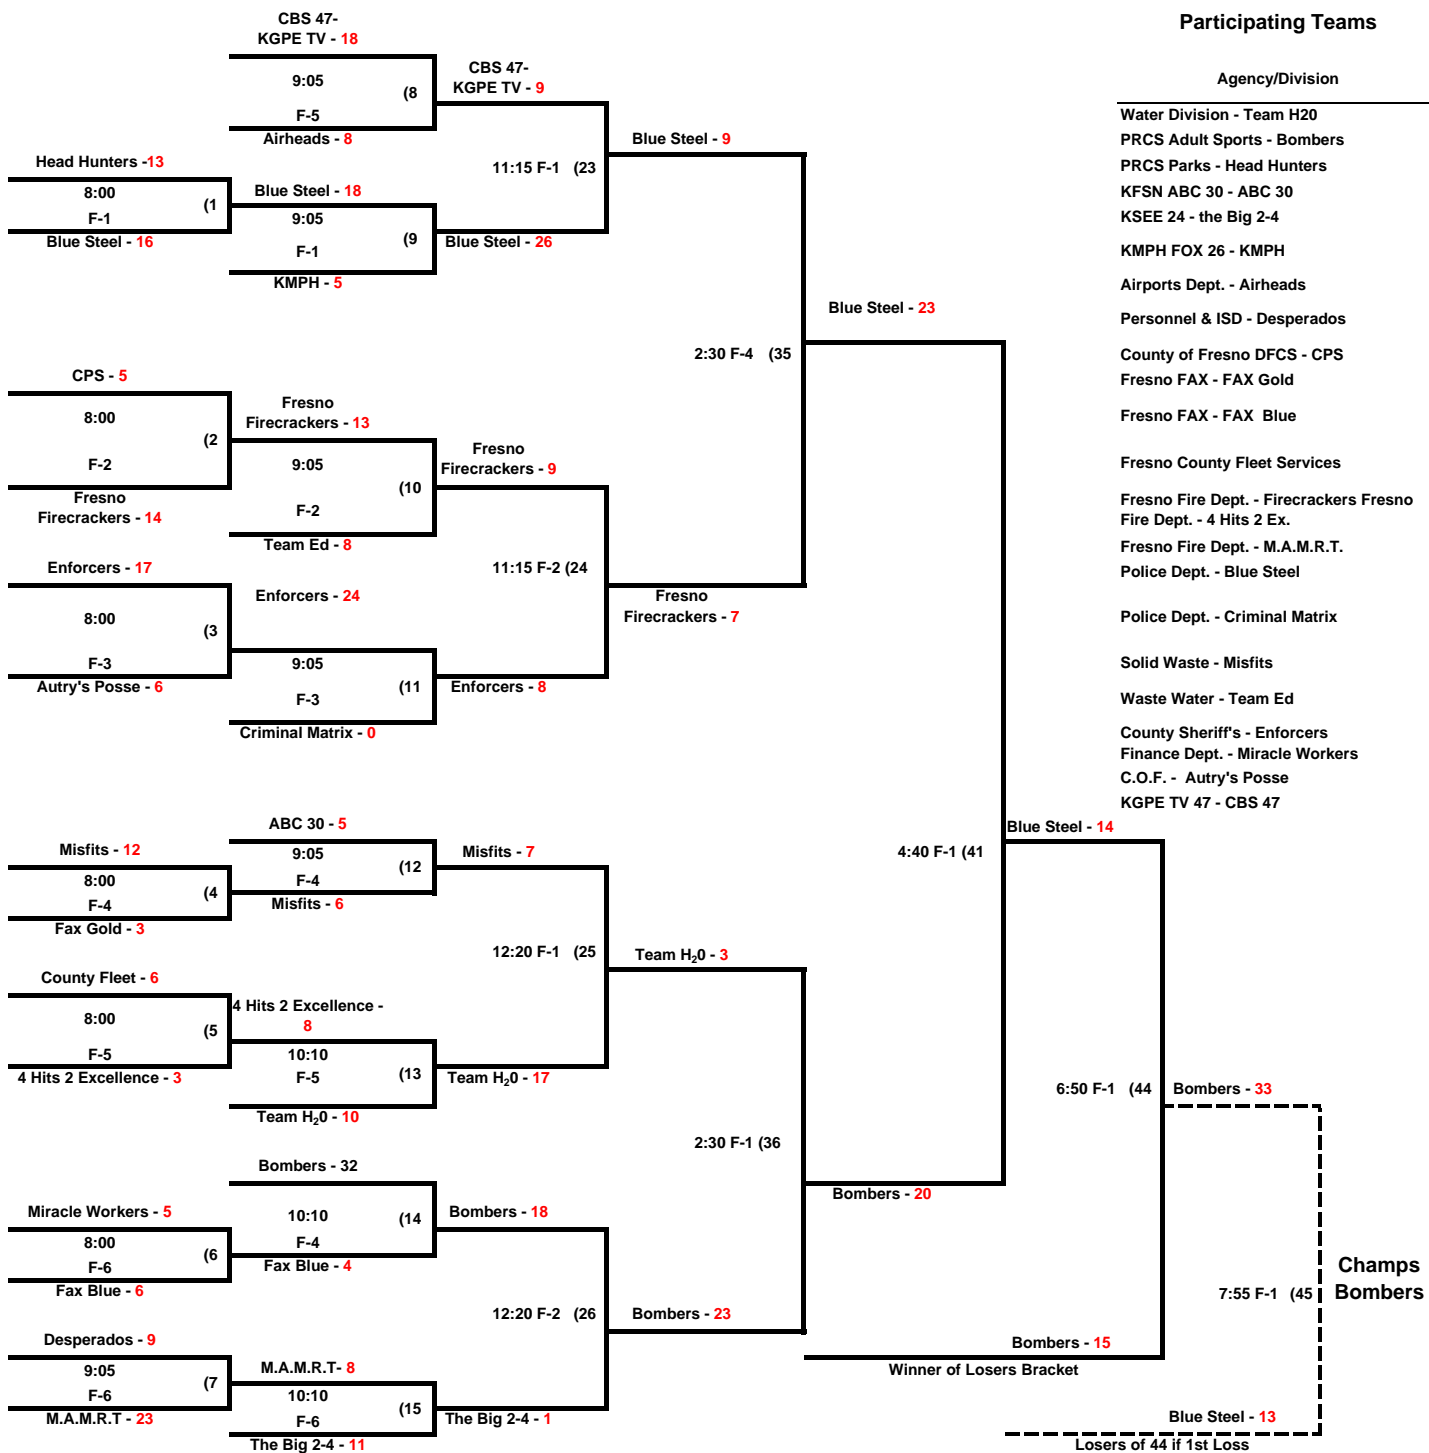 CBS 47-
KGPE TV - 18
9:05
(8
F-5
Airheads - 8
CBS 47-
KGPE TV - 9
Head Hunters -13
8:00
(1
F-1
Blue Steel - 16
Blue Steel - 18
9:05
(9
F-1
KMPH - 5
Blue Steel - 26
11:15 F-1 (23
Blue Steel - 9
CPS - 5
8:00
(2
F-2
Fresno
Firecrackers - 14
Fresno
Firecrackers - 13
9:05
(10
F-2
Team Ed - 8
Fresno
Firecrackers - 9
Enforcers - 17
8:00
(3
F-3
Autry's Posse - 6
Enforcers - 24
9:05
(11
F-3
Criminal Matrix - 0
Enforcers - 8
11:15 F-2 (24
Fresno
Firecrackers - 7
2:30 F-4 (35
Blue Steel - 23
ABC 30 - 5
9:05
(12
F-4
Misfits - 6
Misfits - 12
8:00
(4
F-4
Fax Gold - 3
Misfits - 7
County Fleet - 6
8:00
(5
F-5
4 Hits 2 Excellence - 3
4 Hits 2 Excellence -
8
10:10
(13
F-5
Team H₂0 - 10
Team H₂0 - 17
12:20 F-1 (25
Team H₂0 - 3
Bombers - 32
10:10
(14
F-4
Fax Blue - 4
Miracle Workers - 5
8:00
(6
F-6
Fax Blue - 6
Bombers - 18
Desperados - 9
9:05
(7
F-6
M.A.M.R.T - 23
M.A.M.R.T- 8
10:10
(15
F-6
The Big 2-4 - 11
The Big 2-4 - 1
12:20 F-2 (26
Bombers - 23
2:30 F-1 (36
Bombers - 20
4:40 F-1 (41
Blue Steel - 14
6:50 F-1 (44
Bombers - 15
Winner of Losers Bracket
Bombers - 33
7:55 F-1 (45
Blue Steel - 13
Losers of 44 if 1st Loss
Champs
Bombers
Participating Teams
Agency/Division
Water Division - Team H20
PRCS Adult Sports - Bombers
PRCS Parks - Head Hunters
KFSN ABC 30 - ABC 30
KSEE 24 - the Big 2-4
KMPH FOX 26 - KMPH
Airports Dept. - Airheads
Personnel & ISD - Desperados
County of Fresno DFCS - CPS
Fresno FAX - FAX Gold
Fresno FAX - FAX Blue
Fresno County Fleet Services
Fresno Fire Dept. - Firecrackers Fresno
Fire Dept. - 4 Hits 2 Ex.
Fresno Fire Dept. - M.A.M.R.T.
Police Dept. - Blue Steel
Police Dept. - Criminal Matrix
Solid Waste - Misfits
Waste Water - Team Ed
County Sheriff's - Enforcers
Finance Dept. - Miracle Workers
C.O.F. - Autry's Posse
KGPE TV 47 - CBS 47